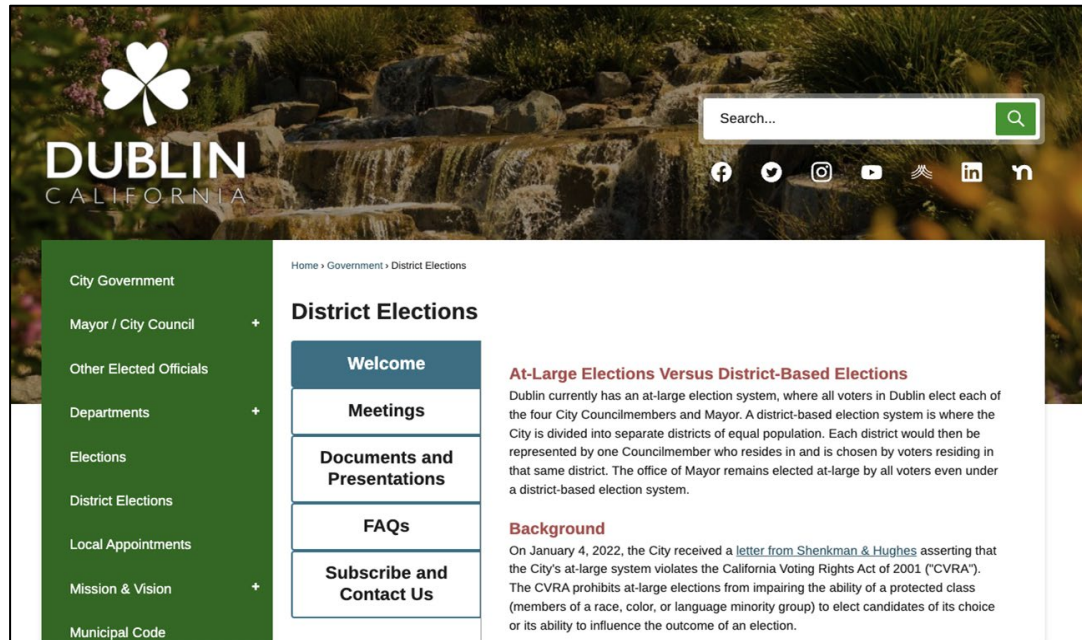 DUBLIN
CALIFORNIA
Search...
City Government
Mayor / City Council +
Other Elected Officials
Departments +
Elections
District Elections
Local Appointments
Mission & Vision +
Municipal Code
Home › Government › District Elections
District Elections
Welcome
Meetings
Documents and
Presentations
FAQs
Subscribe and
Contact Us
At-Large Elections Versus District-Based Elections
Dublin currently has an at-large election system, where all voters in Dublin elect each of
the four City Councilmembers and Mayor. A district-based election system is where the
City is divided into separate districts of equal population. Each district would then be
represented by one Councilmember who resides in and is chosen by voters residing in
that same district. The office of Mayor remains elected at-large by all voters even under
a district-based election system.
Background
On January 4, 2022, the City received a letter from Shenkman & Hughes asserting that
the City's at-large system violates the California Voting Rights Act of 2001 ("CVRA").
The CVRA prohibits at-large elections from impairing the ability of a protected class
(members of a race, color, or language minority group) to elect candidates of its choice
or its ability to influence the outcome of an election.